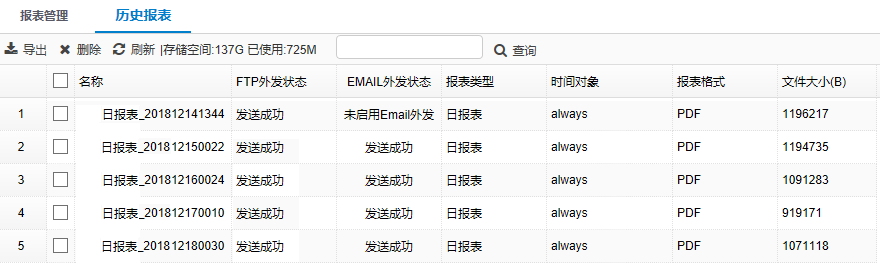 报表管理 历史报表
导出 删除 刷新 |存储空间:137G 已使用:725M 查询
名称 FTP外发状态 EMAIL外发状态 报表类型 时间对象 报表格式 文件大小(B)
1 日报表_201812141344 发送成功 未启用Email外发 日报表 always PDF 1196217
2 日报表_201812150022 发送成功 发送成功 日报表 always PDF 1194735
3 日报表_201812160024 发送成功 发送成功 日报表 always PDF 1091283
4 日报表_201812170010 发送成功 发送成功 日报表 always PDF 919171
5 日报表_201812180030 发送成功 发送成功 日报表 always PDF 1071118